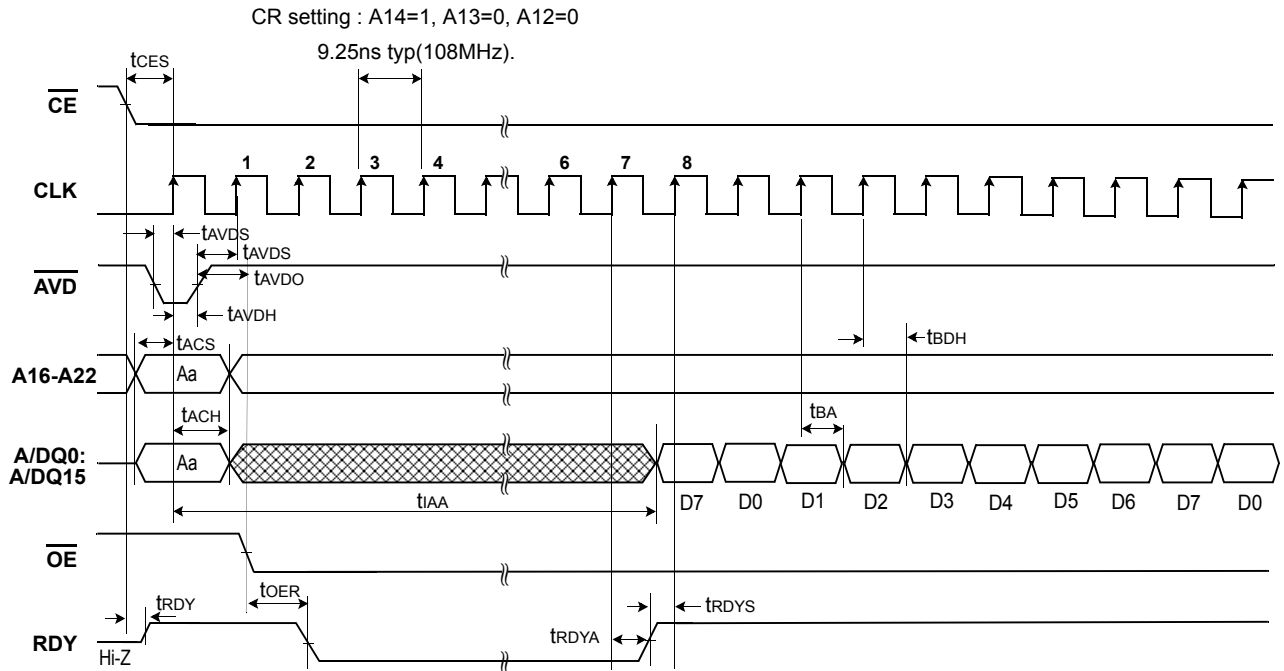 CR setting : A14=1, A13=0, A12=0
9.25ns typ(108MHz).
tCES
CE
1 2 3 4 6 7 8
CLK
tAVDS
tAVDS
AVD
tAVDO
tAVDH
tACS
tBDH
A16-A22
Aa
tACH
tBA
A/DQ0:
A/DQ15
Aa
tIAA
D7 D0 D1 D2 D3 D4 D5 D6 D7 D0
OE
tOER
tRDY
tRDYS
tRDYA
RDY
Hi-Z